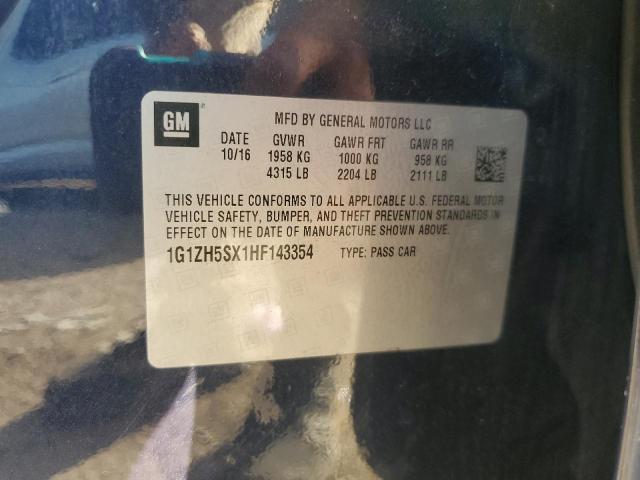 GM
MFD BY GENERAL MOTORS LLC
DATE GVWR GAWR FRT GAWR RR
10/16 1958 KG 1000 KG 958 KG
4315 LB 2204 LB 2111 LB
THIS VEHICLE CONFORMS TO ALL APPLICABLE U.S. FEDERAL MOTOR
VEHICLE SAFETY, BUMPER, AND THEFT PREVENTION STANDARDS IN
EFFECT ON THE DATE OF MANUFACTURE SHOWN ABOVE.
1G1ZH5SX1HF143354 TYPE: PASS CAR